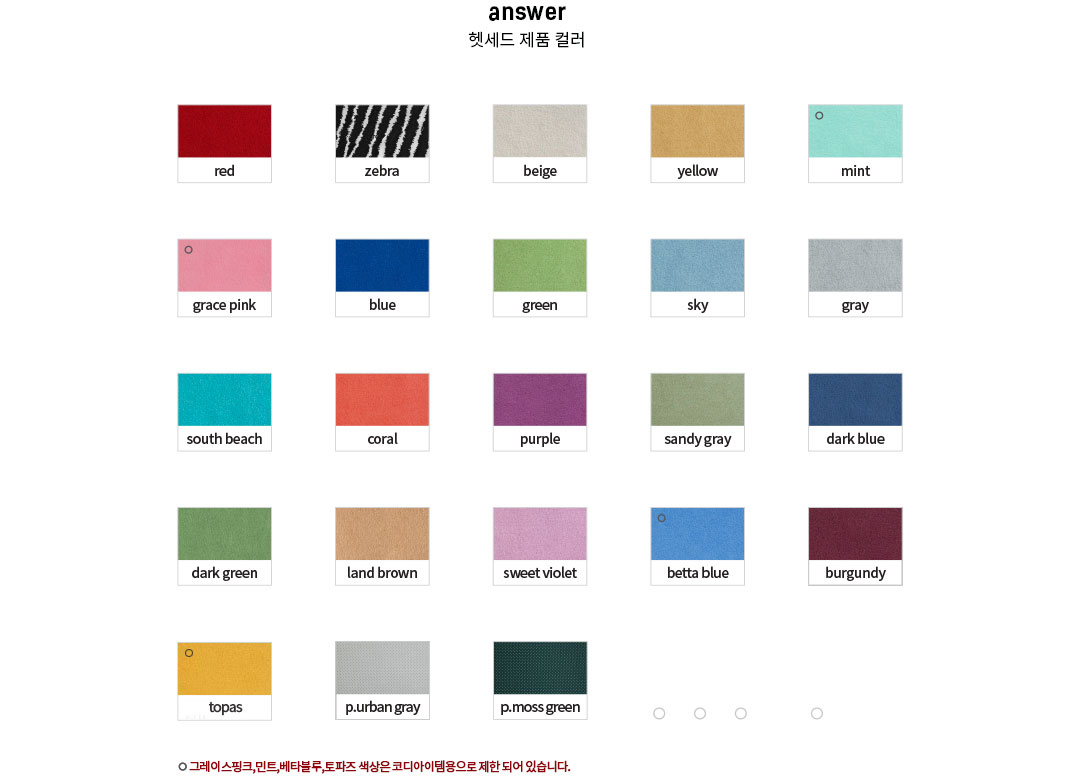 answer
헷세드 제품 컬러
red
zebra
beige
yellow
mint
grace pink
blue
green
sky
gray
south beach
coral
purple
sandy gray
dark blue
dark green
land brown
sweet violet
betta blue
burgundy
topas
p.urban gray
p.moss green
그레이스핑크,민트,베타블루,토파즈 색상은 코디아이템용으로 제한 되어 있습니다.